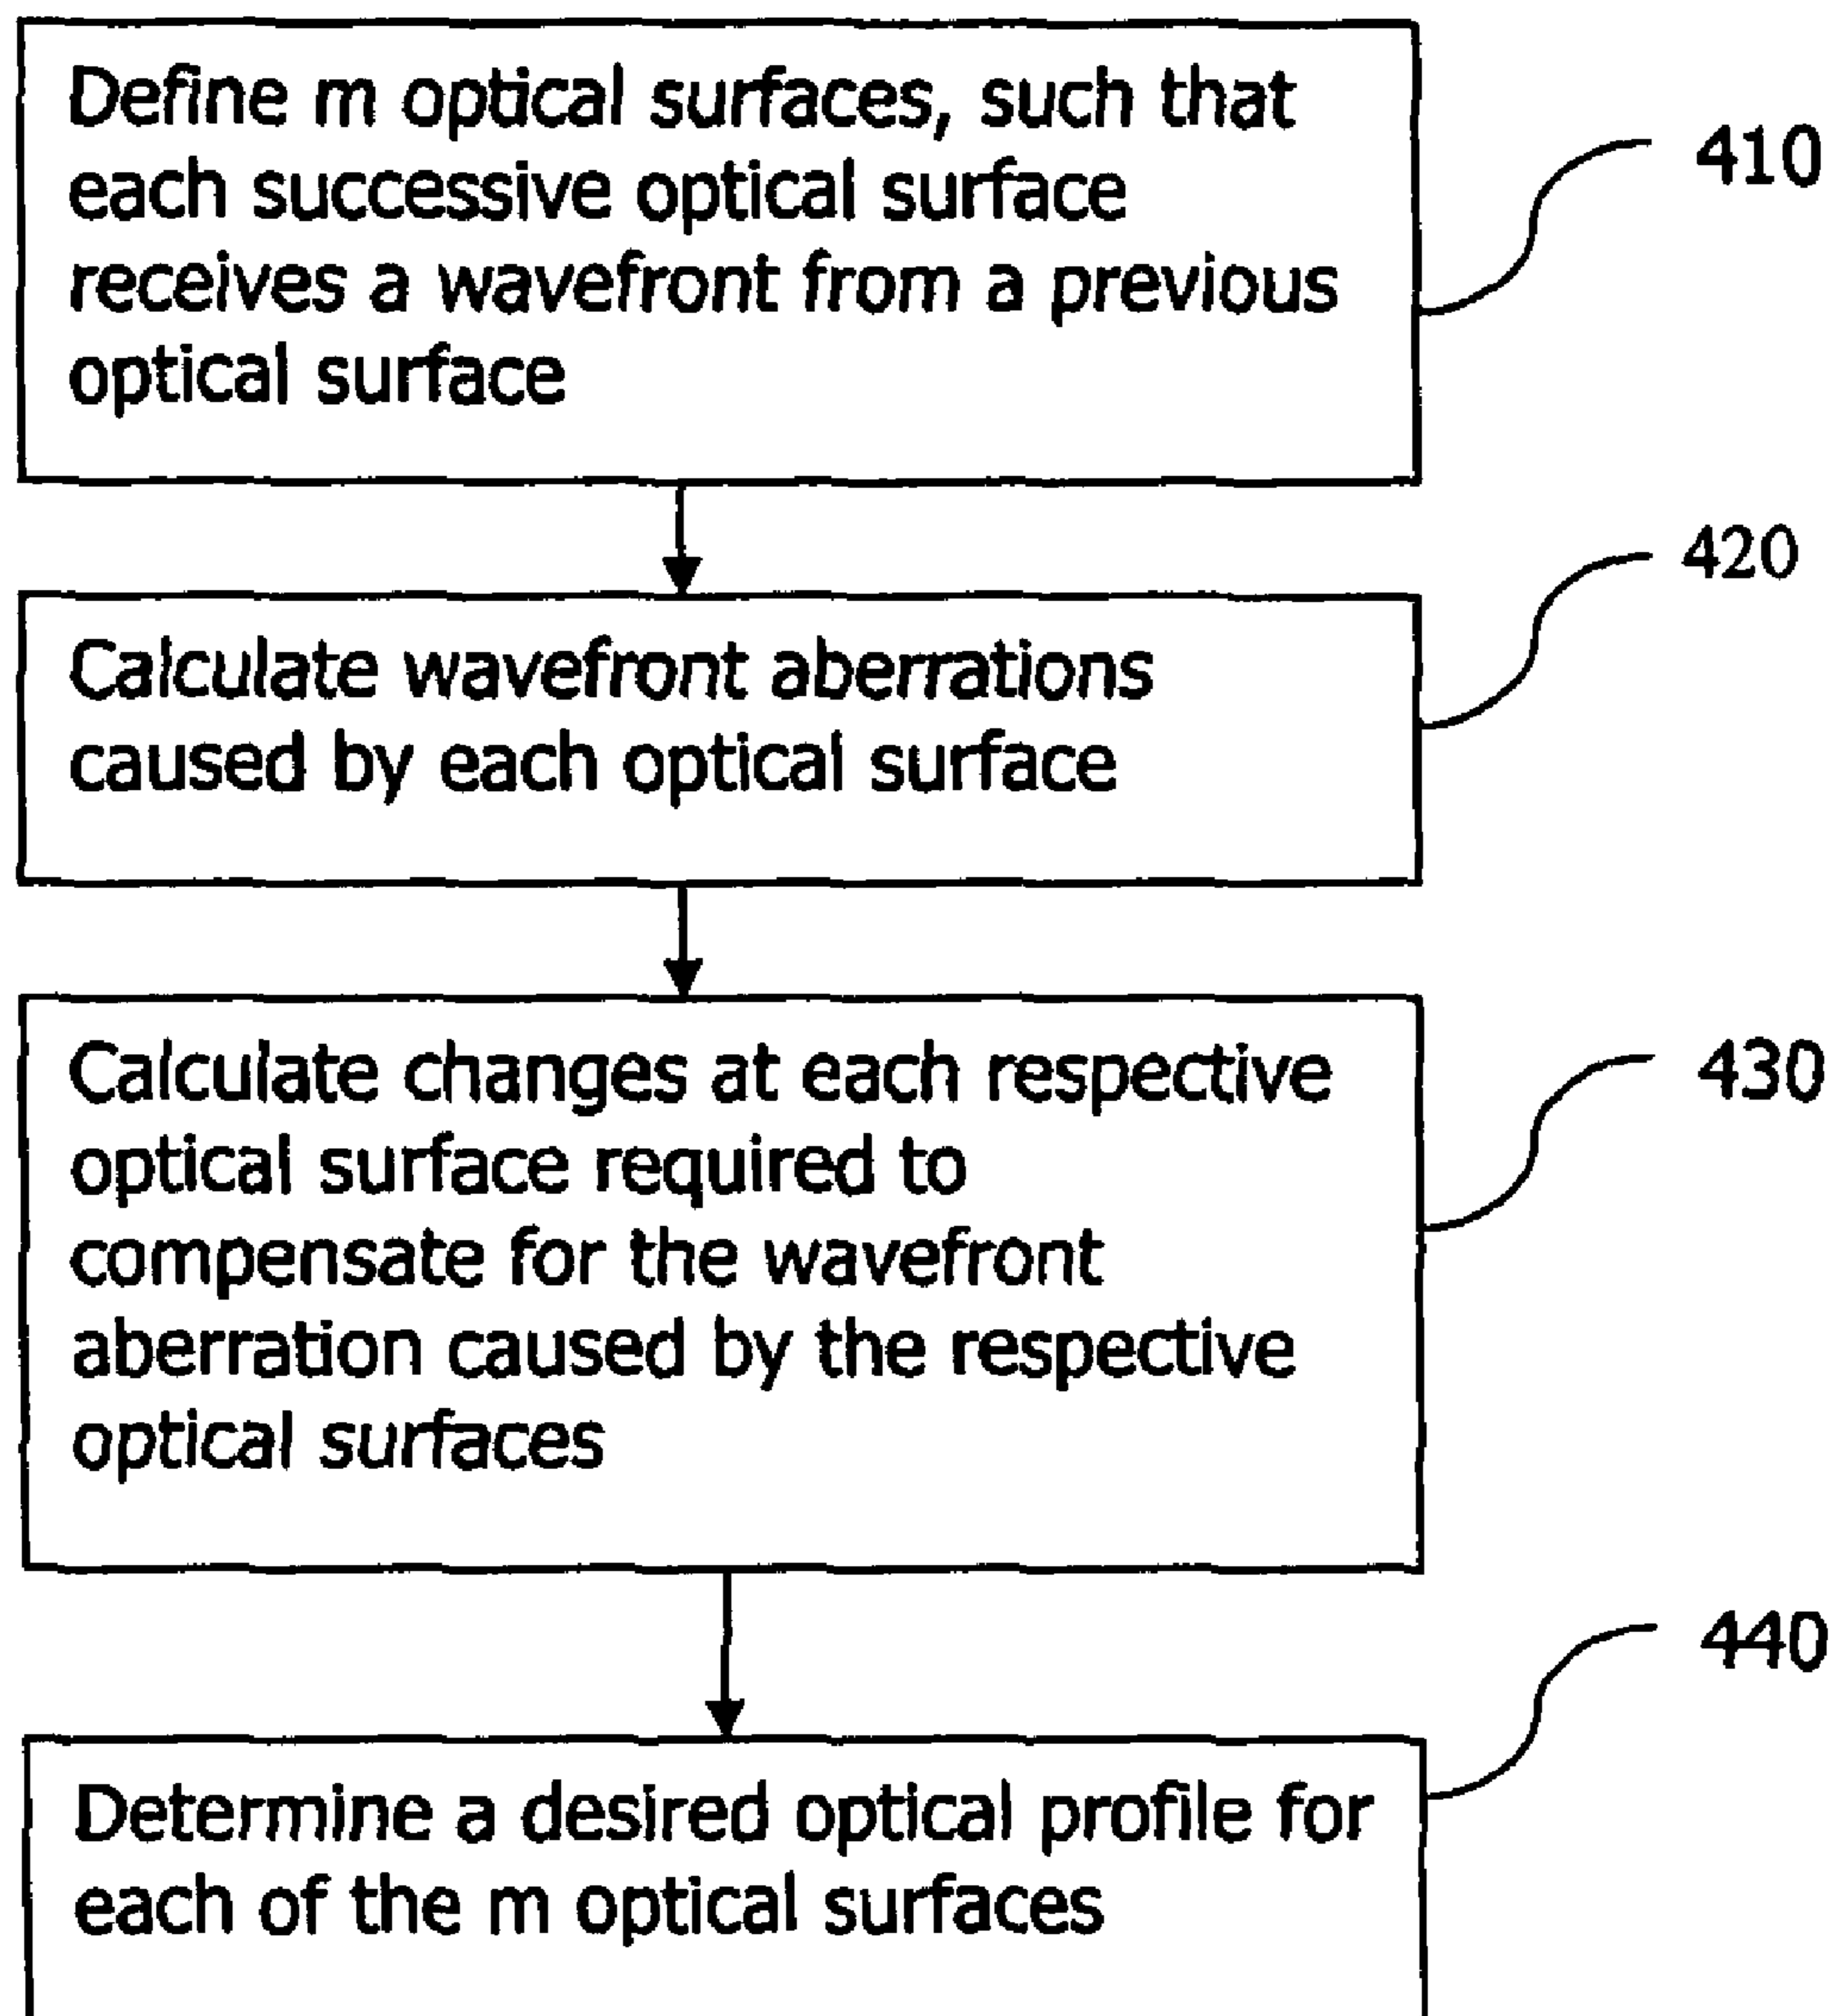 Define m optical surfaces, such that
each successive optical surface
receives a wavefront from a previous
optical surface
410
Calculate wavefront aberrations
caused by each optical surface
420
Calculate changes at each respective
optical surface required to
compensate for the wavefront
aberration caused by the respective
optical surfaces
430
Determine a desired optical profile for
each of the m optical surfaces
440